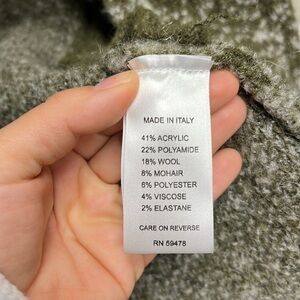 MADE IN ITALY
41% ACRYLIC
22% POLYAMIDE
18% WOOL
8% MOHAIR
6% POLYESTER
4% VISCOSE
2% ELASTANE
CARE ON REVERSE
RN 59478